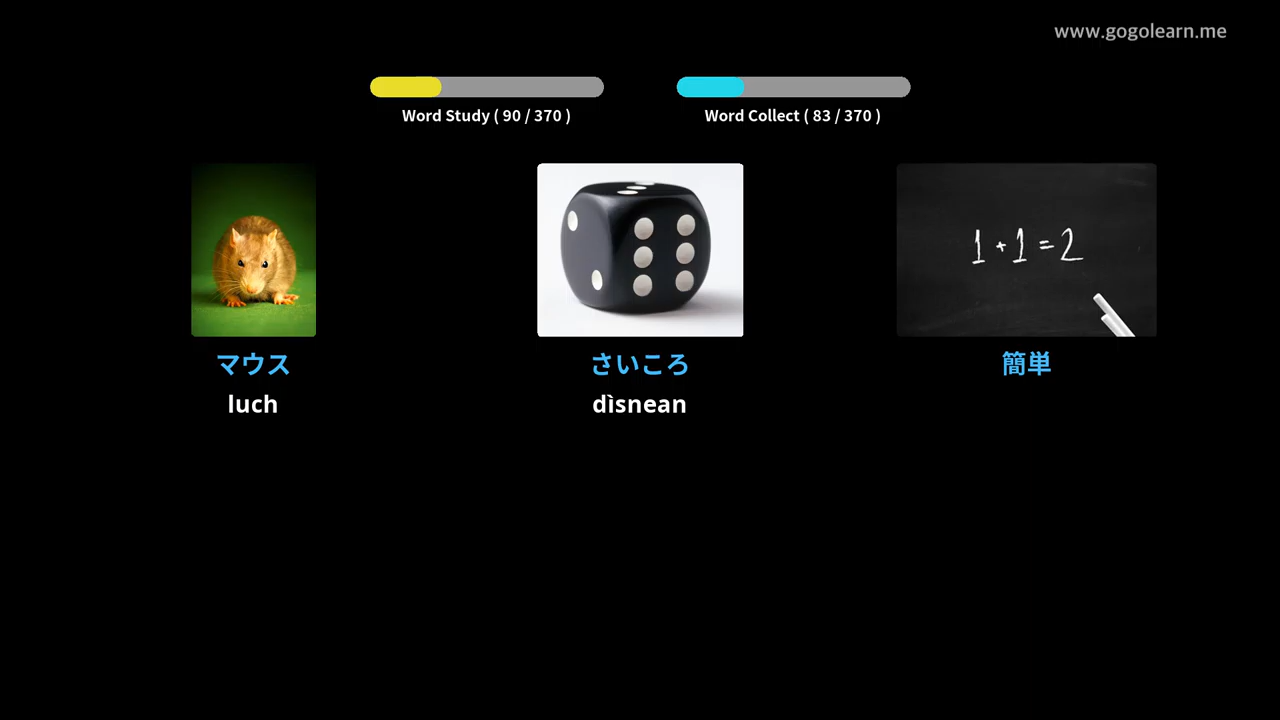 www.gogolearn.me
Word Study ( 90 / 370 )
Word Collect ( 83 / 370 )
1 + 1 = 2
マウス
さいころ
簡単
luch
dìsnean